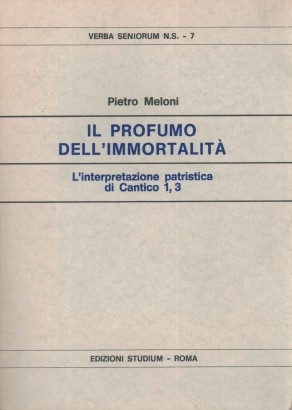 VERBA SENIORUM N.S. - 7
Pietro Meloni
IL PROFUMO
DELL'IMMORTALITÀ
L'interpretazione patristica
di Cantico 1, 3
EDIZIONI STUDIUM - ROMA